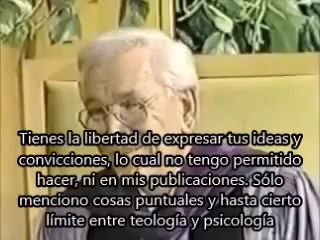 Tienes la libertad de expresar tus ideas y
convicciones, lo cual no tengo permitido
hacer, ni en mis publicaciones. Sólo
menciono cosas puntuales y hasta cierto
límite entre teología y psicología